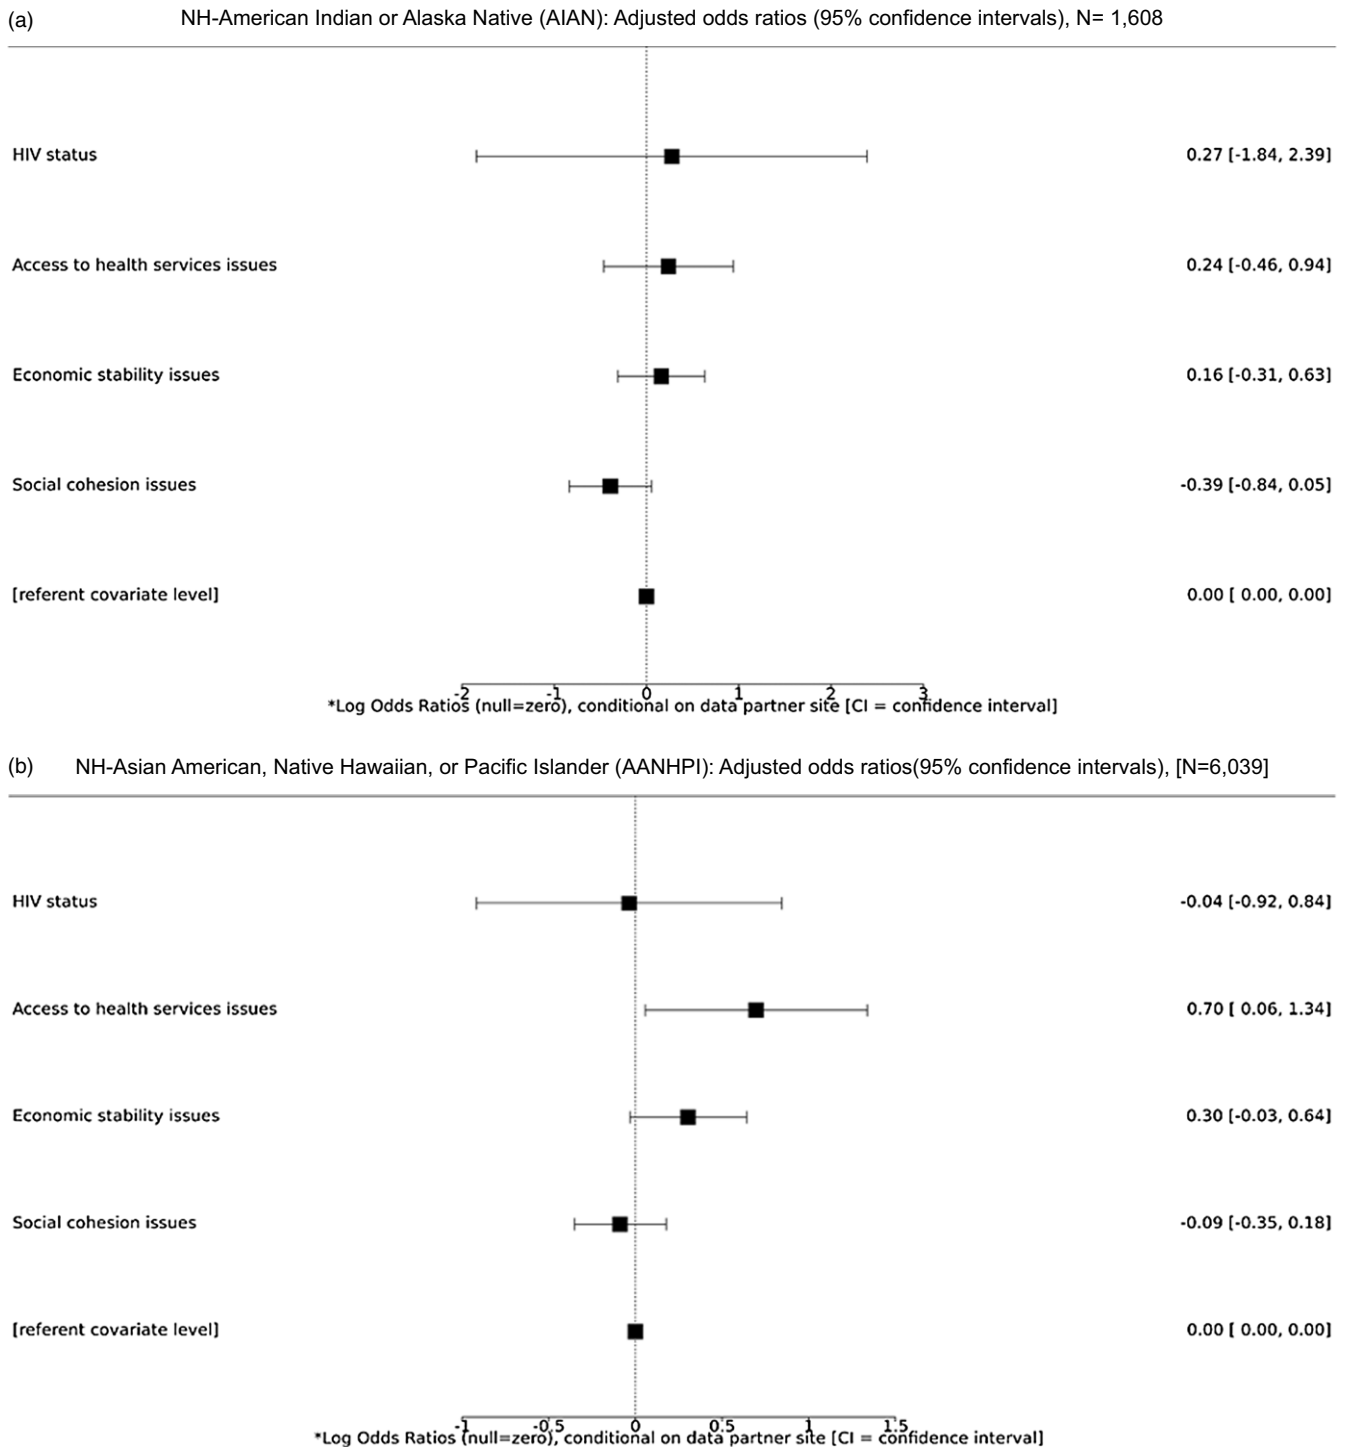 (a) NH-American Indian or Alaska Native (AIAN): Adjusted odds ratios (95% confidence intervals), N= 1,608
HIV status 0.27 [-1.84, 2.39]
Access to health services issues 0.24 [-0.46, 0.94]
Economic stability issues 0.16 [-0.31, 0.63]
Social cohesion issues -0.39 [-0.84, 0.05]
[referent covariate level] 0.00 [ 0.00, 0.00]
-2 -1 0 1 2 3
*Log Odds Ratios (null=zero), conditional on data partner site [CI = confidence interval]
(b) NH-Asian American, Native Hawaiian, or Pacific Islander (AANHPI): Adjusted odds ratios(95% confidence intervals), [N=6,039]
HIV status -0.04 [-0.92, 0.84]
Access to health services issues 0.70 [ 0.06, 1.34]
Economic stability issues 0.30 [-0.03, 0.64]
Social cohesion issues -0.09 [-0.35, 0.18]
[referent covariate level] 0.00 [ 0.00, 0.00]
-1 -0.5 0 0.5 1 1.5
*Log Odds Ratios (null=zero), conditional on data partner site [CI = confidence interval]